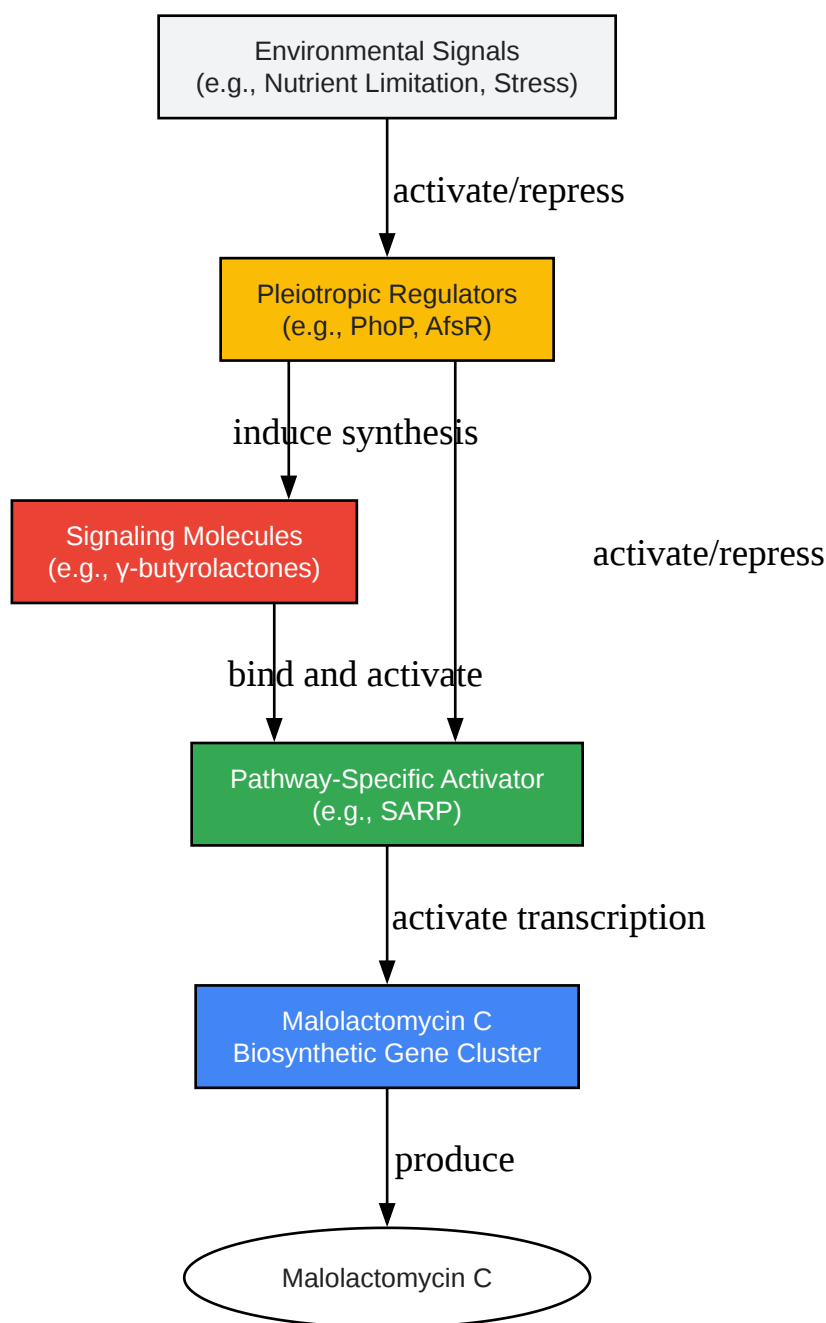 Environmental Signals
(e.g., Nutrient Limitation, Stress)
activate/repress
Pleiotropic Regulators
(e.g., PhoP, AfsR)
induce synthesis
Signaling Molecules
(e.g., γ-butyrolactones)
activate/repress
bind and activate
Pathway-Specific Activator
(e.g., SARP)
activate transcription
Malolactomycin C
Biosynthetic Gene Cluster
produce
Malolactomycin C